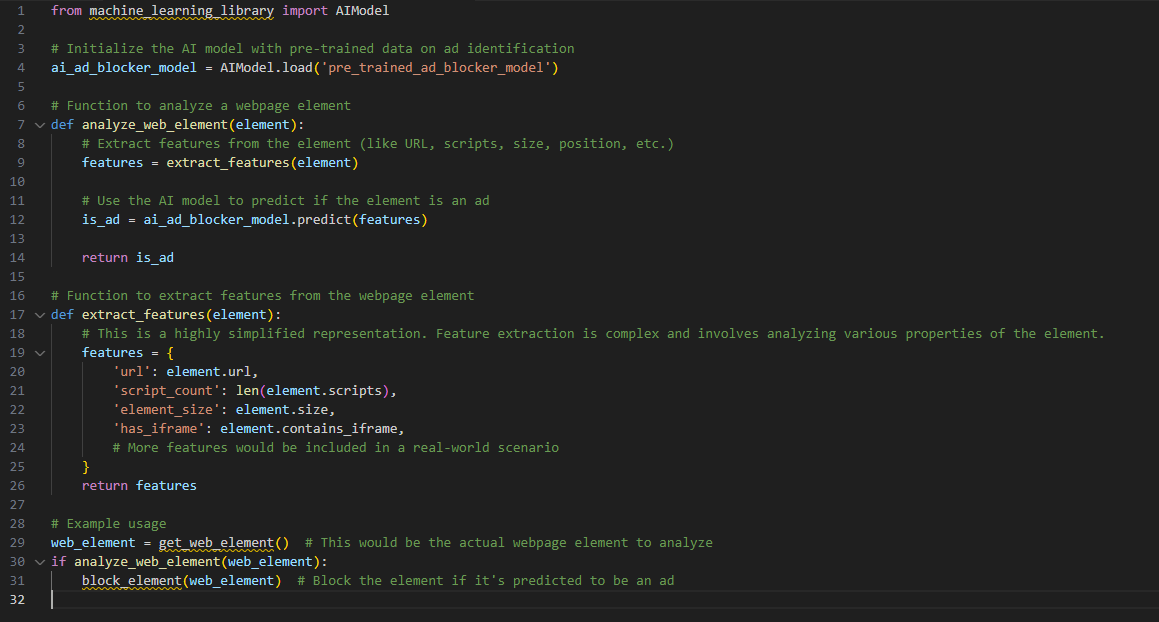 1 from machine_learning_library import AIModel
2
3 # Initialize the AI model with pre-trained data on ad identification
4 ai_ad_blocker_model = AIModel.load('pre_trained_ad_blocker_model')
5
6 # Function to analyze a webpage element
7 def analyze_web_element(element):
8     # Extract features from the element (like URL, scripts, size, position, etc.)
9     features = extract_features(element)
10
11     # Use the AI model to predict if the element is an ad
12     is_ad = ai_ad_blocker_model.predict(features)
13
14     return is_ad
15
16 # Function to extract features from the webpage element
17 def extract_features(element):
18     # This is a highly simplified representation. Feature extraction is complex and involves analyzing various properties of the element.
19     features = {
20         'url': element.url,
21         'script_count': len(element.scripts),
22         'element_size': element.size,
23         'has_iframe': element.contains_iframe,
24         # More features would be included in a real-world scenario
25     }
26     return features
27
28 # Example usage
29 web_element = get_web_element()  # This would be the actual webpage element to analyze
30 if analyze_web_element(web_element):
31     block_element(web_element)  # Block the element if it's predicted to be an ad
32